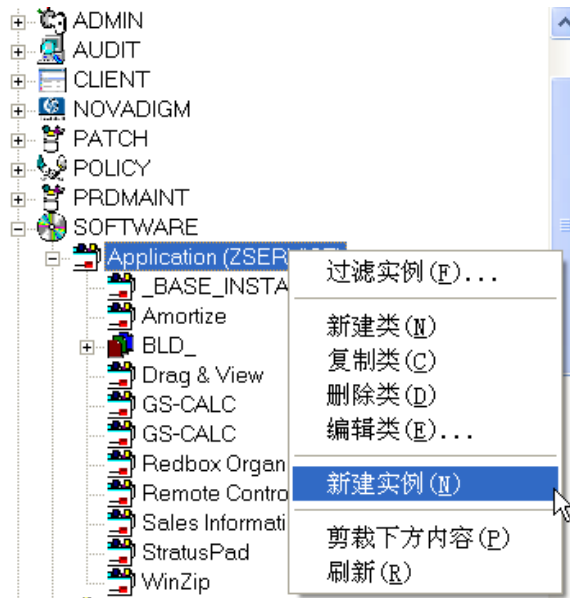 ADMIN
AUDIT
CLIENT
NOVADIGM
PATCH
POLICY
PRDMAINT
SOFTWARE
Application (ZSER
_BASE_INSTA
Amortize
BLD_
Drag & View
GS-CALC
GS-CALC
Redbox Organ
Remote Contro
Sales Informati
StratusPad
WinZip
过滤实例(F)...
新建类(N)
复制类(C)
删除类(D)
编辑类(E)...
新建实例(N)
剪裁下方内容(P)
刷新(R)